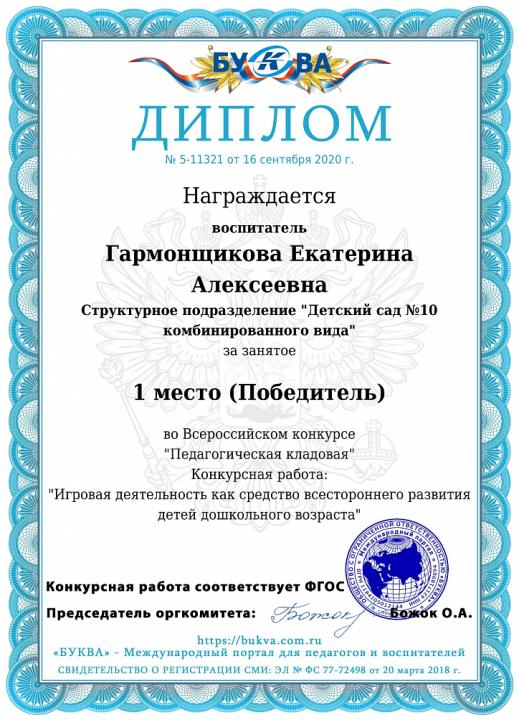 БУКВА
ДИПЛОМ
№ 5-11321 от 16 сентября 2020 г.
Награждается
воспитатель
Гармонщикова Екатерина
Алексеевна
Структурное подразделение "Детский сад №10
комбинированного вида"
за занятое
1 место (Победитель)
во Всероссийском конкурсе
"Педагогическая кладовая"
Конкурсная работа:
"Игровая деятельность как средство всестороннего развития
детей дошкольного возраста"
Конкурсная работа соответствует ФГОС
Председатель оргкомитета: Божок Божок О.А.
https://bukva.com.ru
«БУКВА» - Международный портал для педагогов и воспитателей
СВИДЕТЕЛЬСТВО О РЕГИСТРАЦИИ СМИ: ЭЛ № ФС 77-72498 от 20 марта 2018 г.